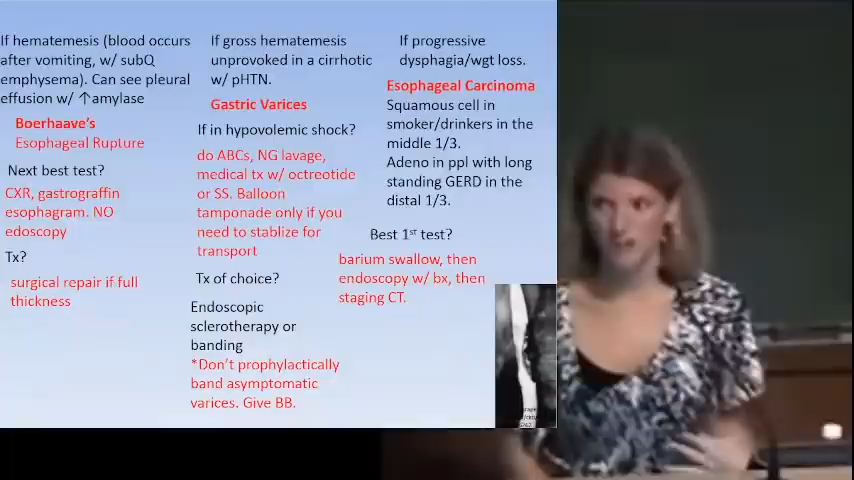 If hematemesis (blood occurs
after vomiting, w/ subQ
emphysema). Can see pleural
effusion w/ ↑amylase
Boerhaave's
Esophageal Rupture
Next best test?
CXR, gastrograffin
esophagram. NO
edoscopy
Tx?
surgical repair if full
thickness
If gross hematemesis
unprovoked in a cirrhotic
w/ pHTN.
Gastric Varices
If in hypovolemic shock?
do ABCs, NG lavage,
medical tx w/ octreotide
or SS. Balloon
tamponade only if you
need to stablize for
transport
Tx of choice?
Endoscopic
sclerotherapy or
banding
*Don't prophylactically
band asymptomatic
varices. Give BB.
If progressive
dysphagia/wgt loss.
Esophageal Carcinoma
Squamous cell in
smoker/drinkers in the
middle 1/3.
Adeno in ppl with long
standing GERD in the
distal 1/3.
Best 1st test?
barium swallow, then
endoscopy w/ bx, then
staging CT.